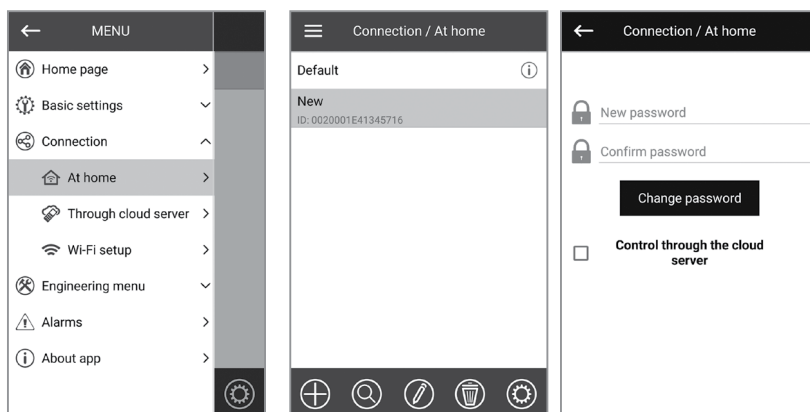 MENU
Home page
Basic settings
Connection
At home
Through cloud server
Wi-Fi setup
Engineering menu
Alarms
About app
Connection / At home
Default
New
ID: 0020001E41345716
Connection / At home
New password
Confirm password
Change password
Control through the cloud
server